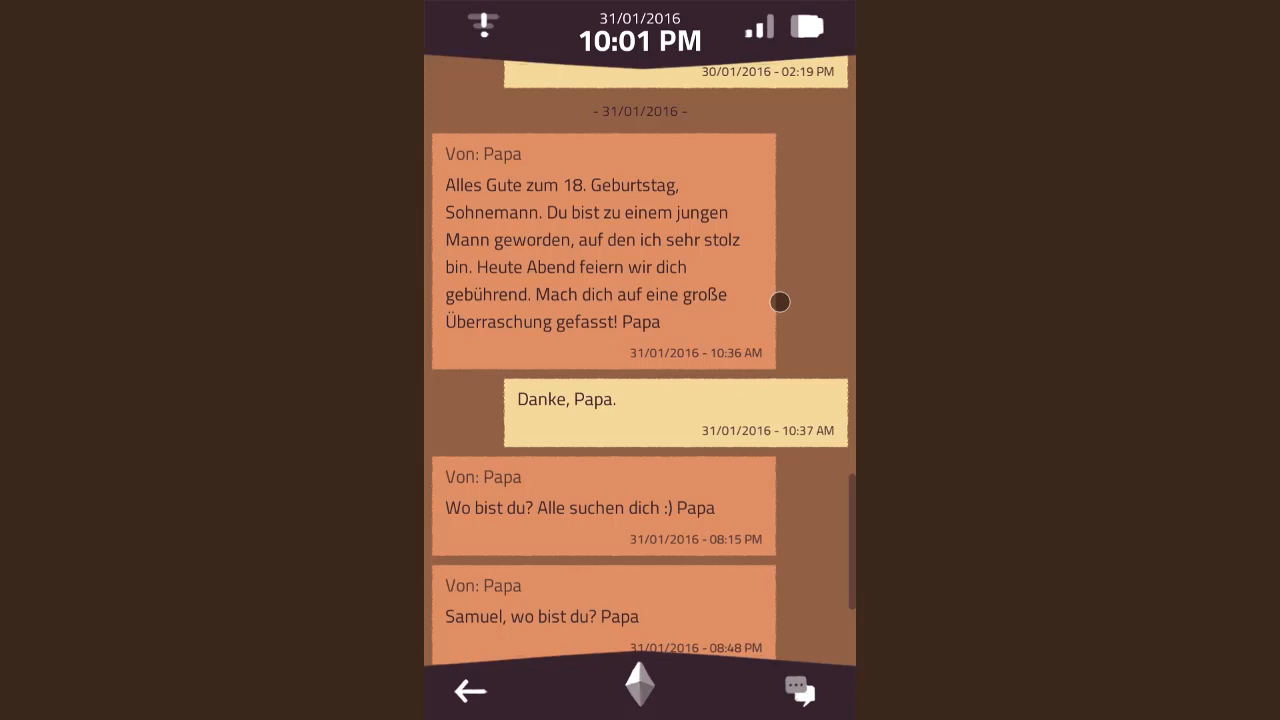 31/01/2016
10:01 PM
30/01/2016 - 02:19 PM
- 31/01/2016 -
Von: Papa
Alles Gute zum 18. Geburtstag,
Sohnemann. Du bist zu einem jungen
Mann geworden, auf den ich sehr stolz
bin. Heute Abend feiern wir dich
gebührend. Mach dich auf eine große
Überraschung gefasst! Papa
31/01/2016 - 10:36 AM
Danke, Papa.
31/01/2016 - 10:37 AM
Von: Papa
Wo bist du? Alle suchen dich :) Papa
31/01/2016 - 08:15 PM
Von: Papa
Samuel, wo bist du? Papa
31/01/2016 - 08:48 PM